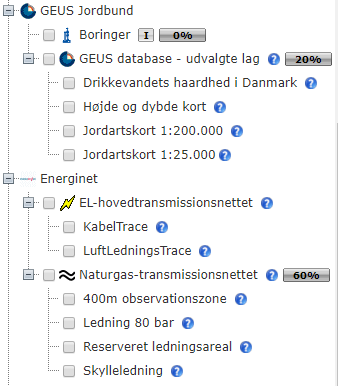 GEUS Jordbund
Boringer I 0%
GEUS database - udvalgte lag ? 20%
Drikkevandets haardhed i Danmark ?
Højde og dybde kort ?
Jordartskort 1:200.000 ?
Jordartskort 1:25.000 ?
Energinet
EL-hovedtransmissionsnettet ?
KabelTrace ?
LuftLedningsTrace ?
Naturgas-transmissionsnettet ? 60%
400m observationszone ?
Ledning 80 bar ?
Reserveret ledningsareal ?
Skylleledning ?